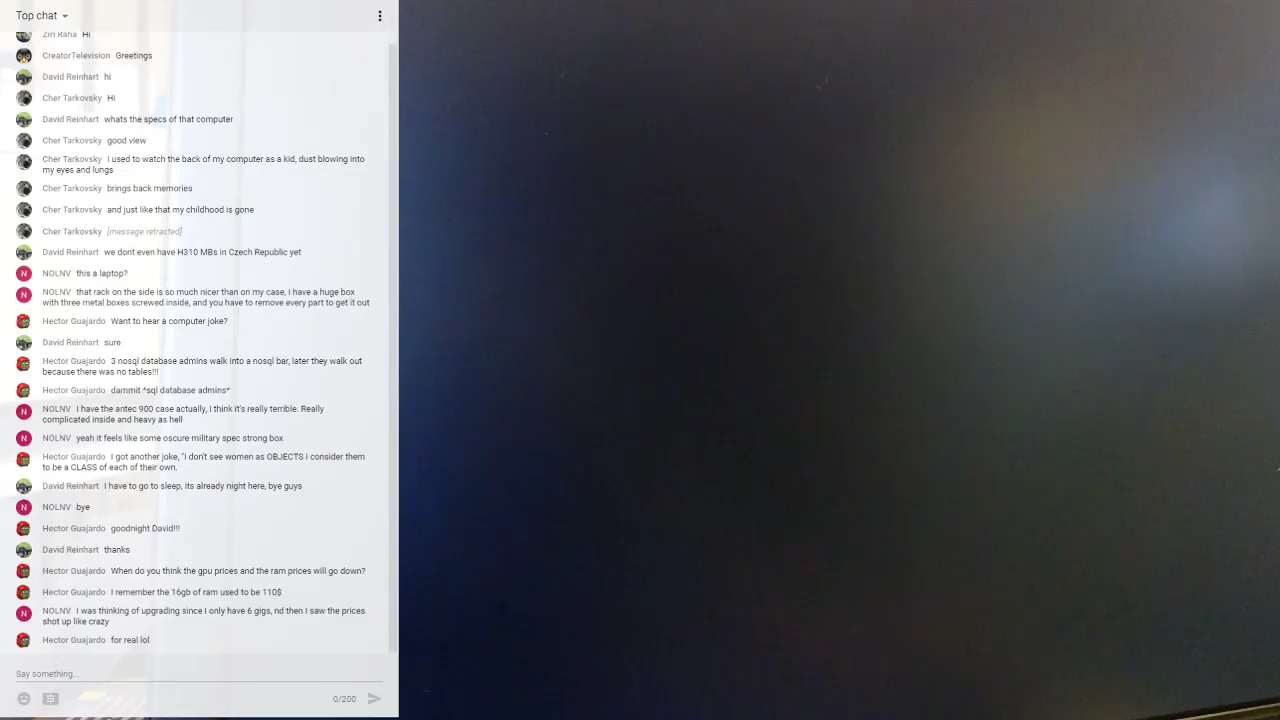 Top chat
Ziri Raha Hi
CreatorTelevision Greetings
David Reinhart hi
Cher Tarkovsky Hi
David Reinhart whats the specs of that computer
Cher Tarkovsky good view
Cher Tarkovsky I used to watch the back of my computer as a kid, dust blowing into
my eyes and lungs
Cher Tarkovsky brings back memories
Cher Tarkovsky and just like that my childhood is gone
Cher Tarkovsky [message retracted]
David Reinhart we dont even have H310 MBs in Czech Republic yet
N NOLNV this a laptop?
N NOLNV that rack on the side is so much nicer than on my case, I have a huge box
with three metal boxes screwed inside, and you have to remove every part to get it out
Hector Guajardo Want to hear a computer joke?
David Reinhart sure
Hector Guajardo 3 nosql database admins walk into a nosql bar, later they walk out
because there was no tables!!!
Hector Guajardo dammit *sql database admins*
N NOLNV I have the antec 900 case actually, I think it's really terrible. Really
complicated inside and heavy as hell
N NOLNV yeah it feels like some oscure military spec strong box
Hector Guajardo I got another joke, "I don't see women as OBJECTS I consider them
to be a CLASS of each of their own.
David Reinhart I have to go to sleep, its already night here, bye guys
N NOLNV bye
Hector Guajardo goodnight David!!!
David Reinhart thanks
Hector Guajardo When do you think the gpu prices and the ram prices will go down?
Hector Guajardo I remember the 16gb of ram used to be 110$
N NOLNV I was thinking of upgrading since I only have 6 gigs, nd then I saw the prices
shot up like crazy
Hector Guajardo for real lol
Say something...
0/200